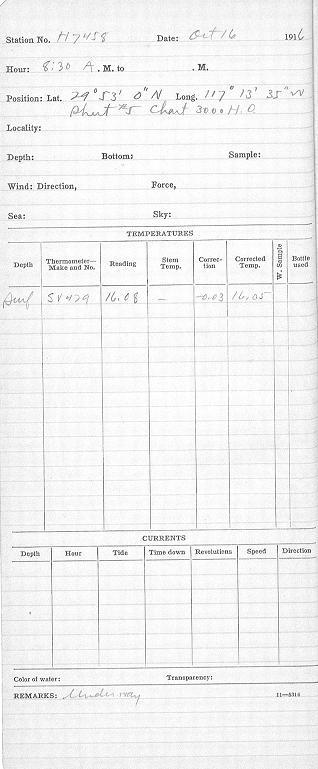 Station No. H7458 Date: Oct 16 1916
Hour: 8:30 A . M. to . M.
Position: Lat. 29° 53' 0" N Long. 117° 13' 35" W
Sheet #5 Chart 3000 H.O.
Locality:
Depth: Bottom: Sample:
Wind: Direction, Force,
Sea: Sky:
TEMPERATURES
Depth Thermometer—Make and No. Reading Stem Temp. Correction Corrected Temp. W. Sample Bottle used
Surf SV429 16.08 – -0.03 16.05
CURRENTS
Depth Hour Tide Time down Revolutions Speed Direction
Color of water: Transparency:
REMARKS: Underway 11—5316